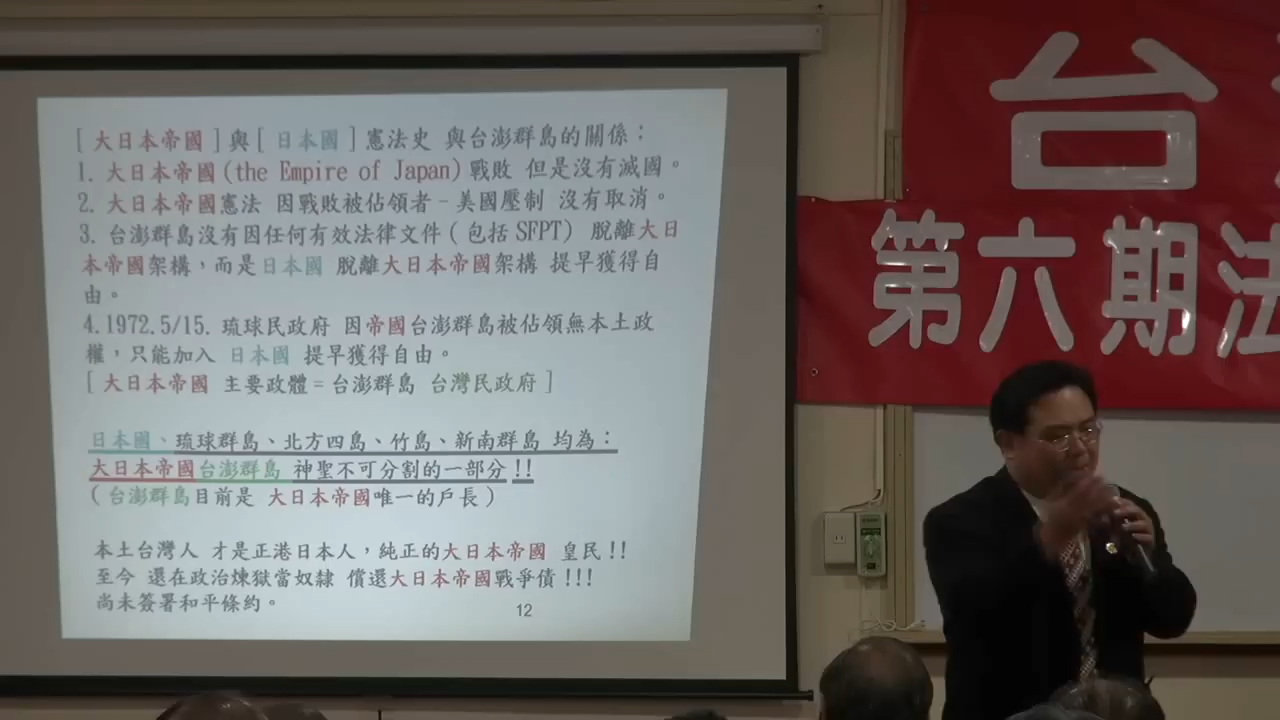 [ 大日本帝國 ] 與 [ 日本國 ] 憲法史 與台澎群島的關係：
1. 大日本帝國 (the Empire of Japan) 戰敗 但是沒有滅國。
2. 大日本帝國憲法 因戰敗被佔領者–美國壓制 沒有取消。
3. 台澎群島沒有因任何有效法律文件 ( 包括 SFPT) 脫離大日
本帝國架構，而是日本國 脫離大日本帝國架構 提早獲得自
由。
4.1972.5/15. 琉球民政府 因帝國台澎群島被佔領無本土政
權，只能加入 日本國 提早獲得自由。
[ 大日本帝國 主要政體 = 台澎群島 台灣民政府 ]
日本國、琉球群島、北方四島、竹島、新南群島 均為：
大日本帝國台澎群島 神聖不可分割的一部分 !!
( 台澎群島目前是 大日本帝國唯一的戶長 )
本土台灣人 才是正港日本人，純正的大日本帝國 皇民 !!
至今 還在政治煉獄當奴隸 償還大日本帝國戰爭債 !!!
尚未簽署和平條約。
12
台
第六期法